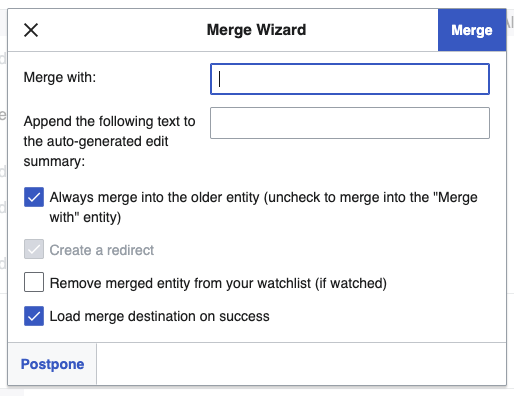 Merge Wizard
Merge
Merge with:
Append the following text to
the auto-generated edit
summary:
Always merge into the older entity (uncheck to merge into the "Merge
with" entity)
Create a redirect
Remove merged entity from your watchlist (if watched)
Load merge destination on success
Postpone